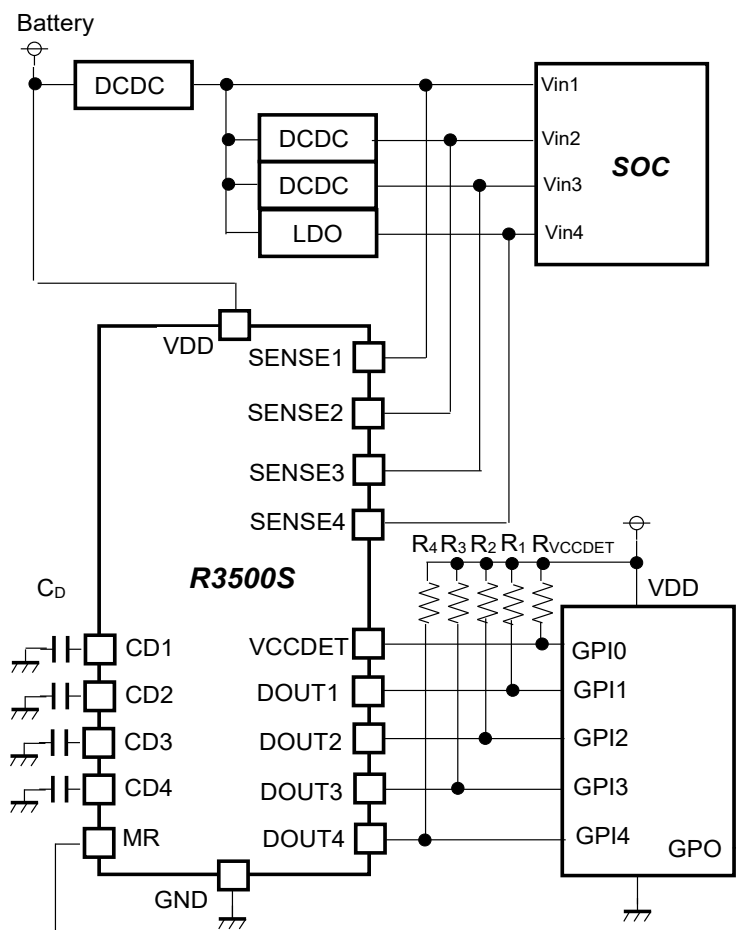 Battery
DCDC
Vin1
DCDC
Vin2
SOC
DCDC
Vin3
LDO
Vin4
VDD
SENSE1
SENSE2
SENSE3
SENSE4
R3500S
R4 R3 R2 R1 RVCCDET
VDD
CD
CD1
VCCDET
GPI0
CD2
DOUT1
GPI1
CD3
DOUT2
GPI2
CD4
DOUT3
GPI3
MR
DOUT4
GPI4
GPO
GND